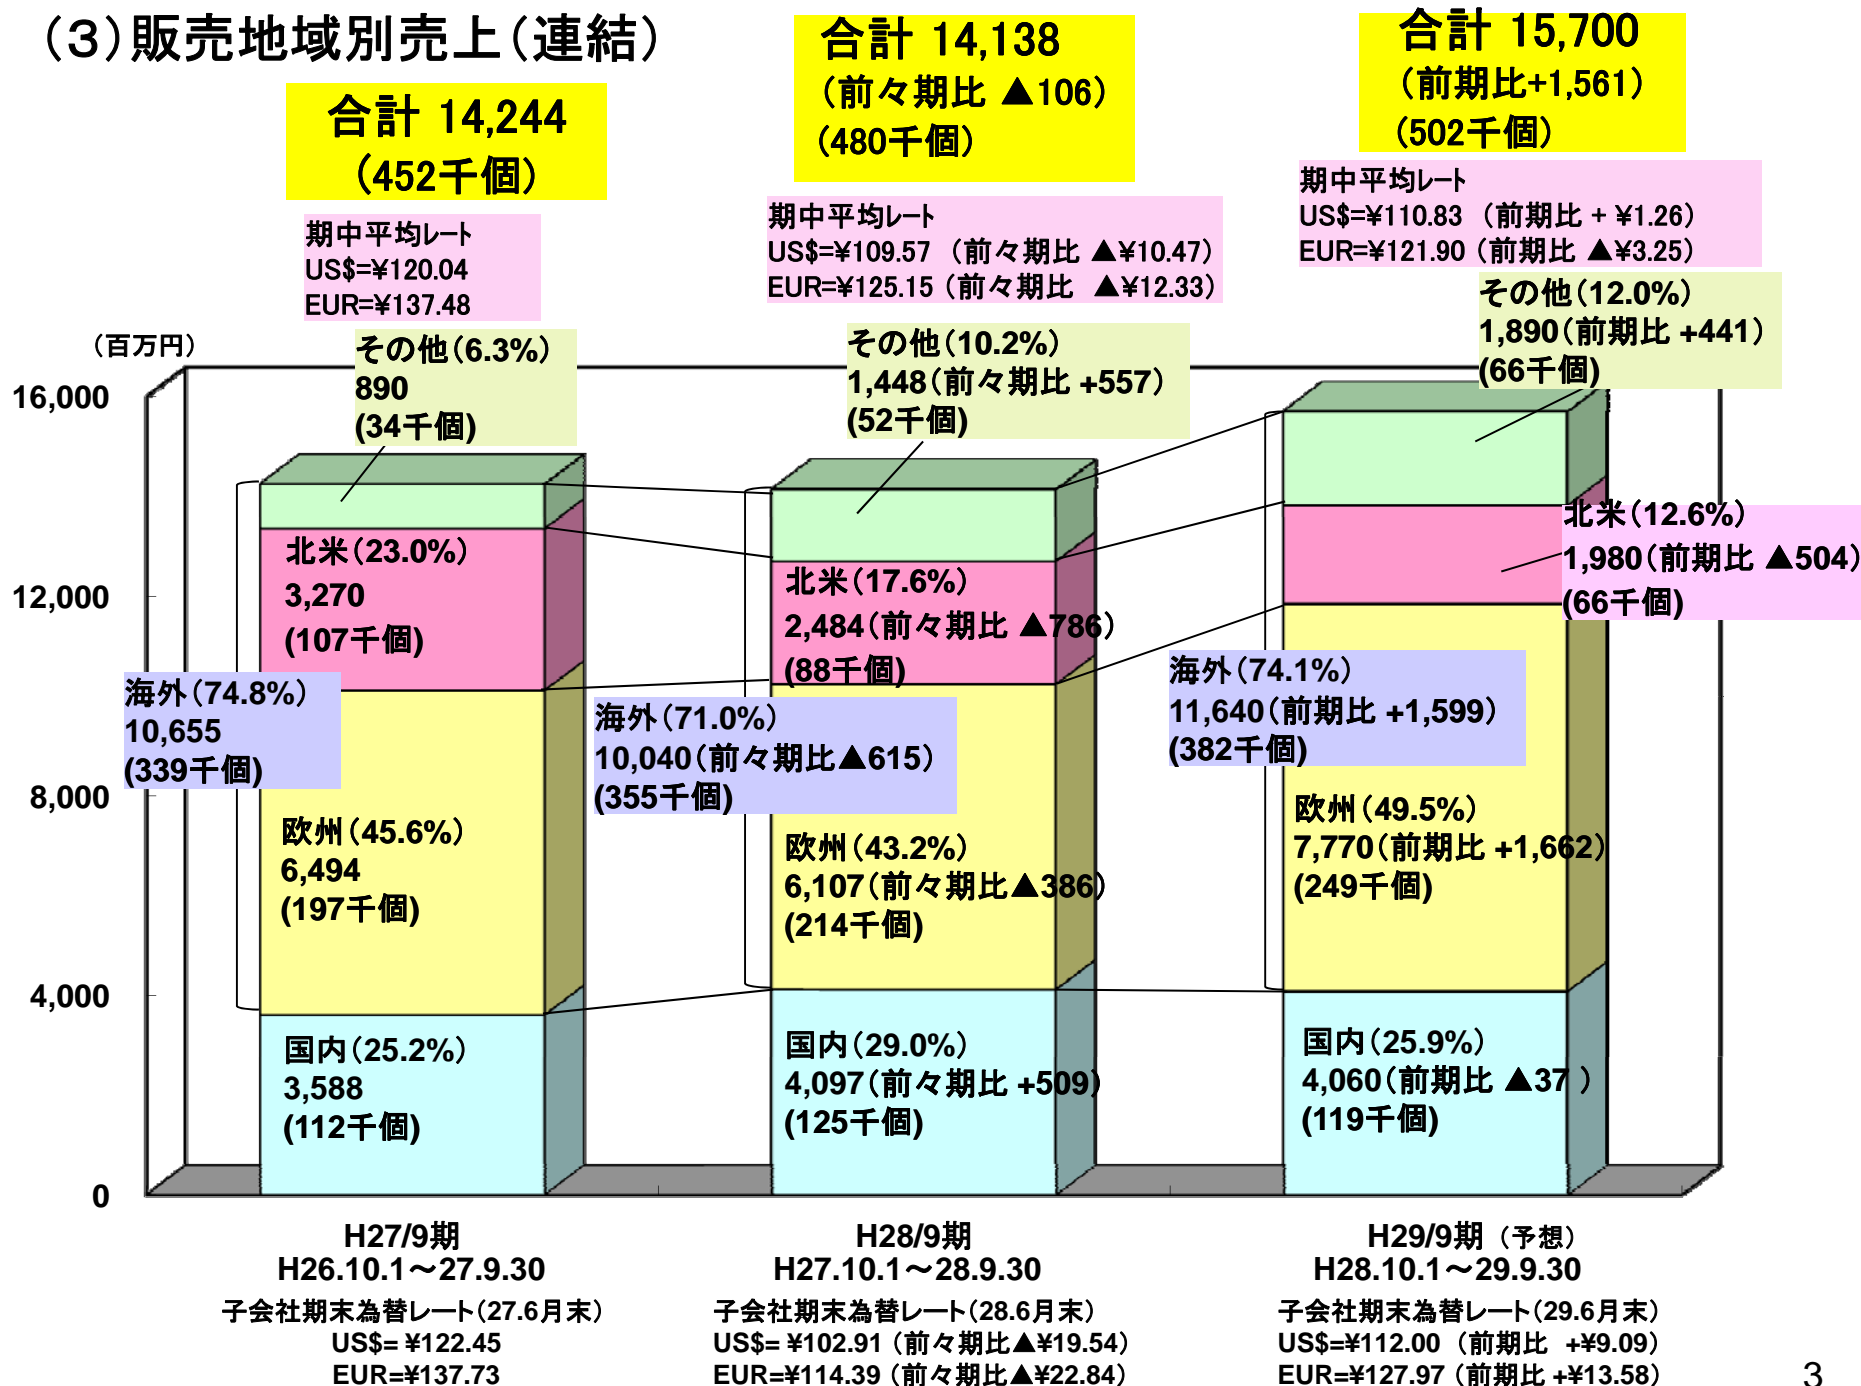 （3）販売地域別売上（連結）
合計 14,244
（452千個）
期中平均レート
US$=¥120.04
EUR=¥137.48
合計 14,138
（前々期比 ▲106）
（480千個）
期中平均レート
US$=¥109.57 （前々期比 ▲¥10.47）
EUR=¥125.15（前々期比 ▲¥12.33）
合計 15,700
（前期比+1,561）
（502千個）
期中平均レート
US$=¥110.83 （前期比 + ¥1.26）
EUR=¥121.90（前期比 ▲¥3.25）
（百万円）
16,000
12,000
8,000
4,000
0
その他（6.3%）
890
(34千個)
北米（23.0%）
3,270
(107千個)
海外（74.8%）
10,655
(339千個)
欧州（45.6%）
6,494
(197千個)
国内（25.2%）
3,588
(112千個)
その他（10.2%）
1,448（前々期比 +557）
(52千個)
北米（17.6%）
2,484（前々期比 ▲786）
(88千個)
海外（71.0%）
10,040（前々期比▲615）
(355千個)
欧州（43.2%）
6,107（前々期比▲386）
(214千個)
国内（29.0%）
4,097（前々期比 +509）
(125千個)
その他（12.0%）
1,890（前期比 +441）
(66千個)
北米（12.6%）
1,980（前期比 ▲504）
(66千個)
海外（74.1%）
11,640（前期比 +1,599）
(382千個)
欧州（49.5%）
7,770（前期比 +1,662）
(249千個)
国内（25.9%）
4,060（前期比 ▲37 ）
(119千個)
H27/9期
H26.10.1～27.9.30
子会社期末為替レート（27.6月末）
US$= ¥122.45
EUR=¥137.73
H28/9期
H27.10.1～28.9.30
子会社期末為替レート（28.6月末）
US$= ¥102.91（前々期比▲¥19.54）
EUR=¥114.39（前々期比▲¥22.84）
H29/9期（予想）
H28.10.1～29.9.30
子会社期末為替レート（29.6月末）
US$=¥112.00 （前期比 +¥9.09）
EUR=¥127.97（前期比 +¥13.58）
3